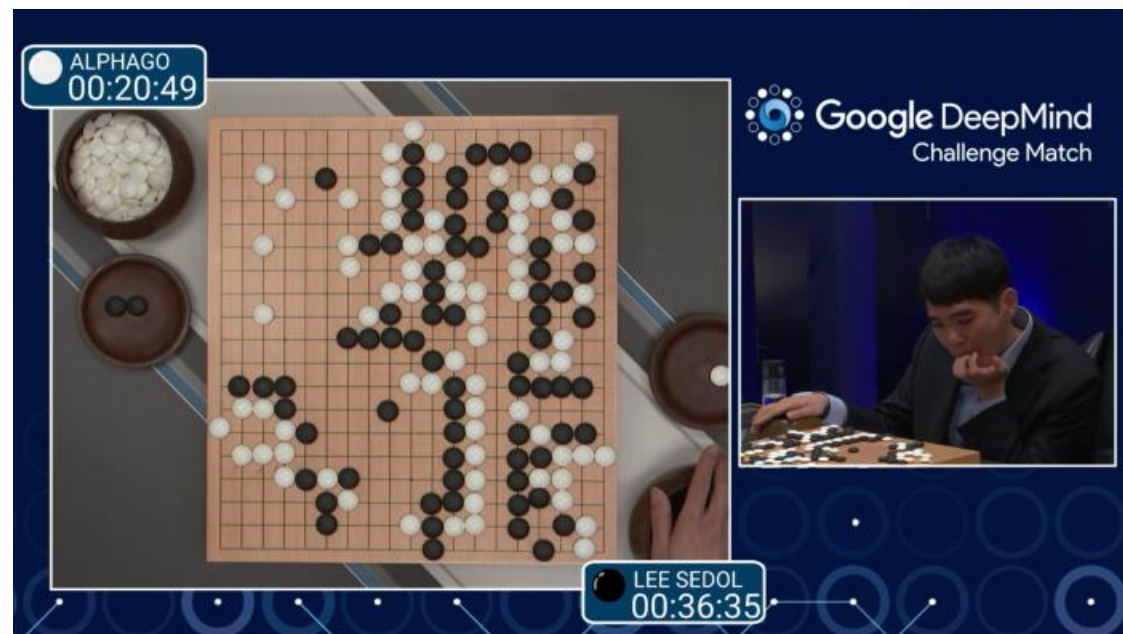 ALPHAGO
00:20:49
Google DeepMind
Challenge Match
LEE SEDOL
00:36:35